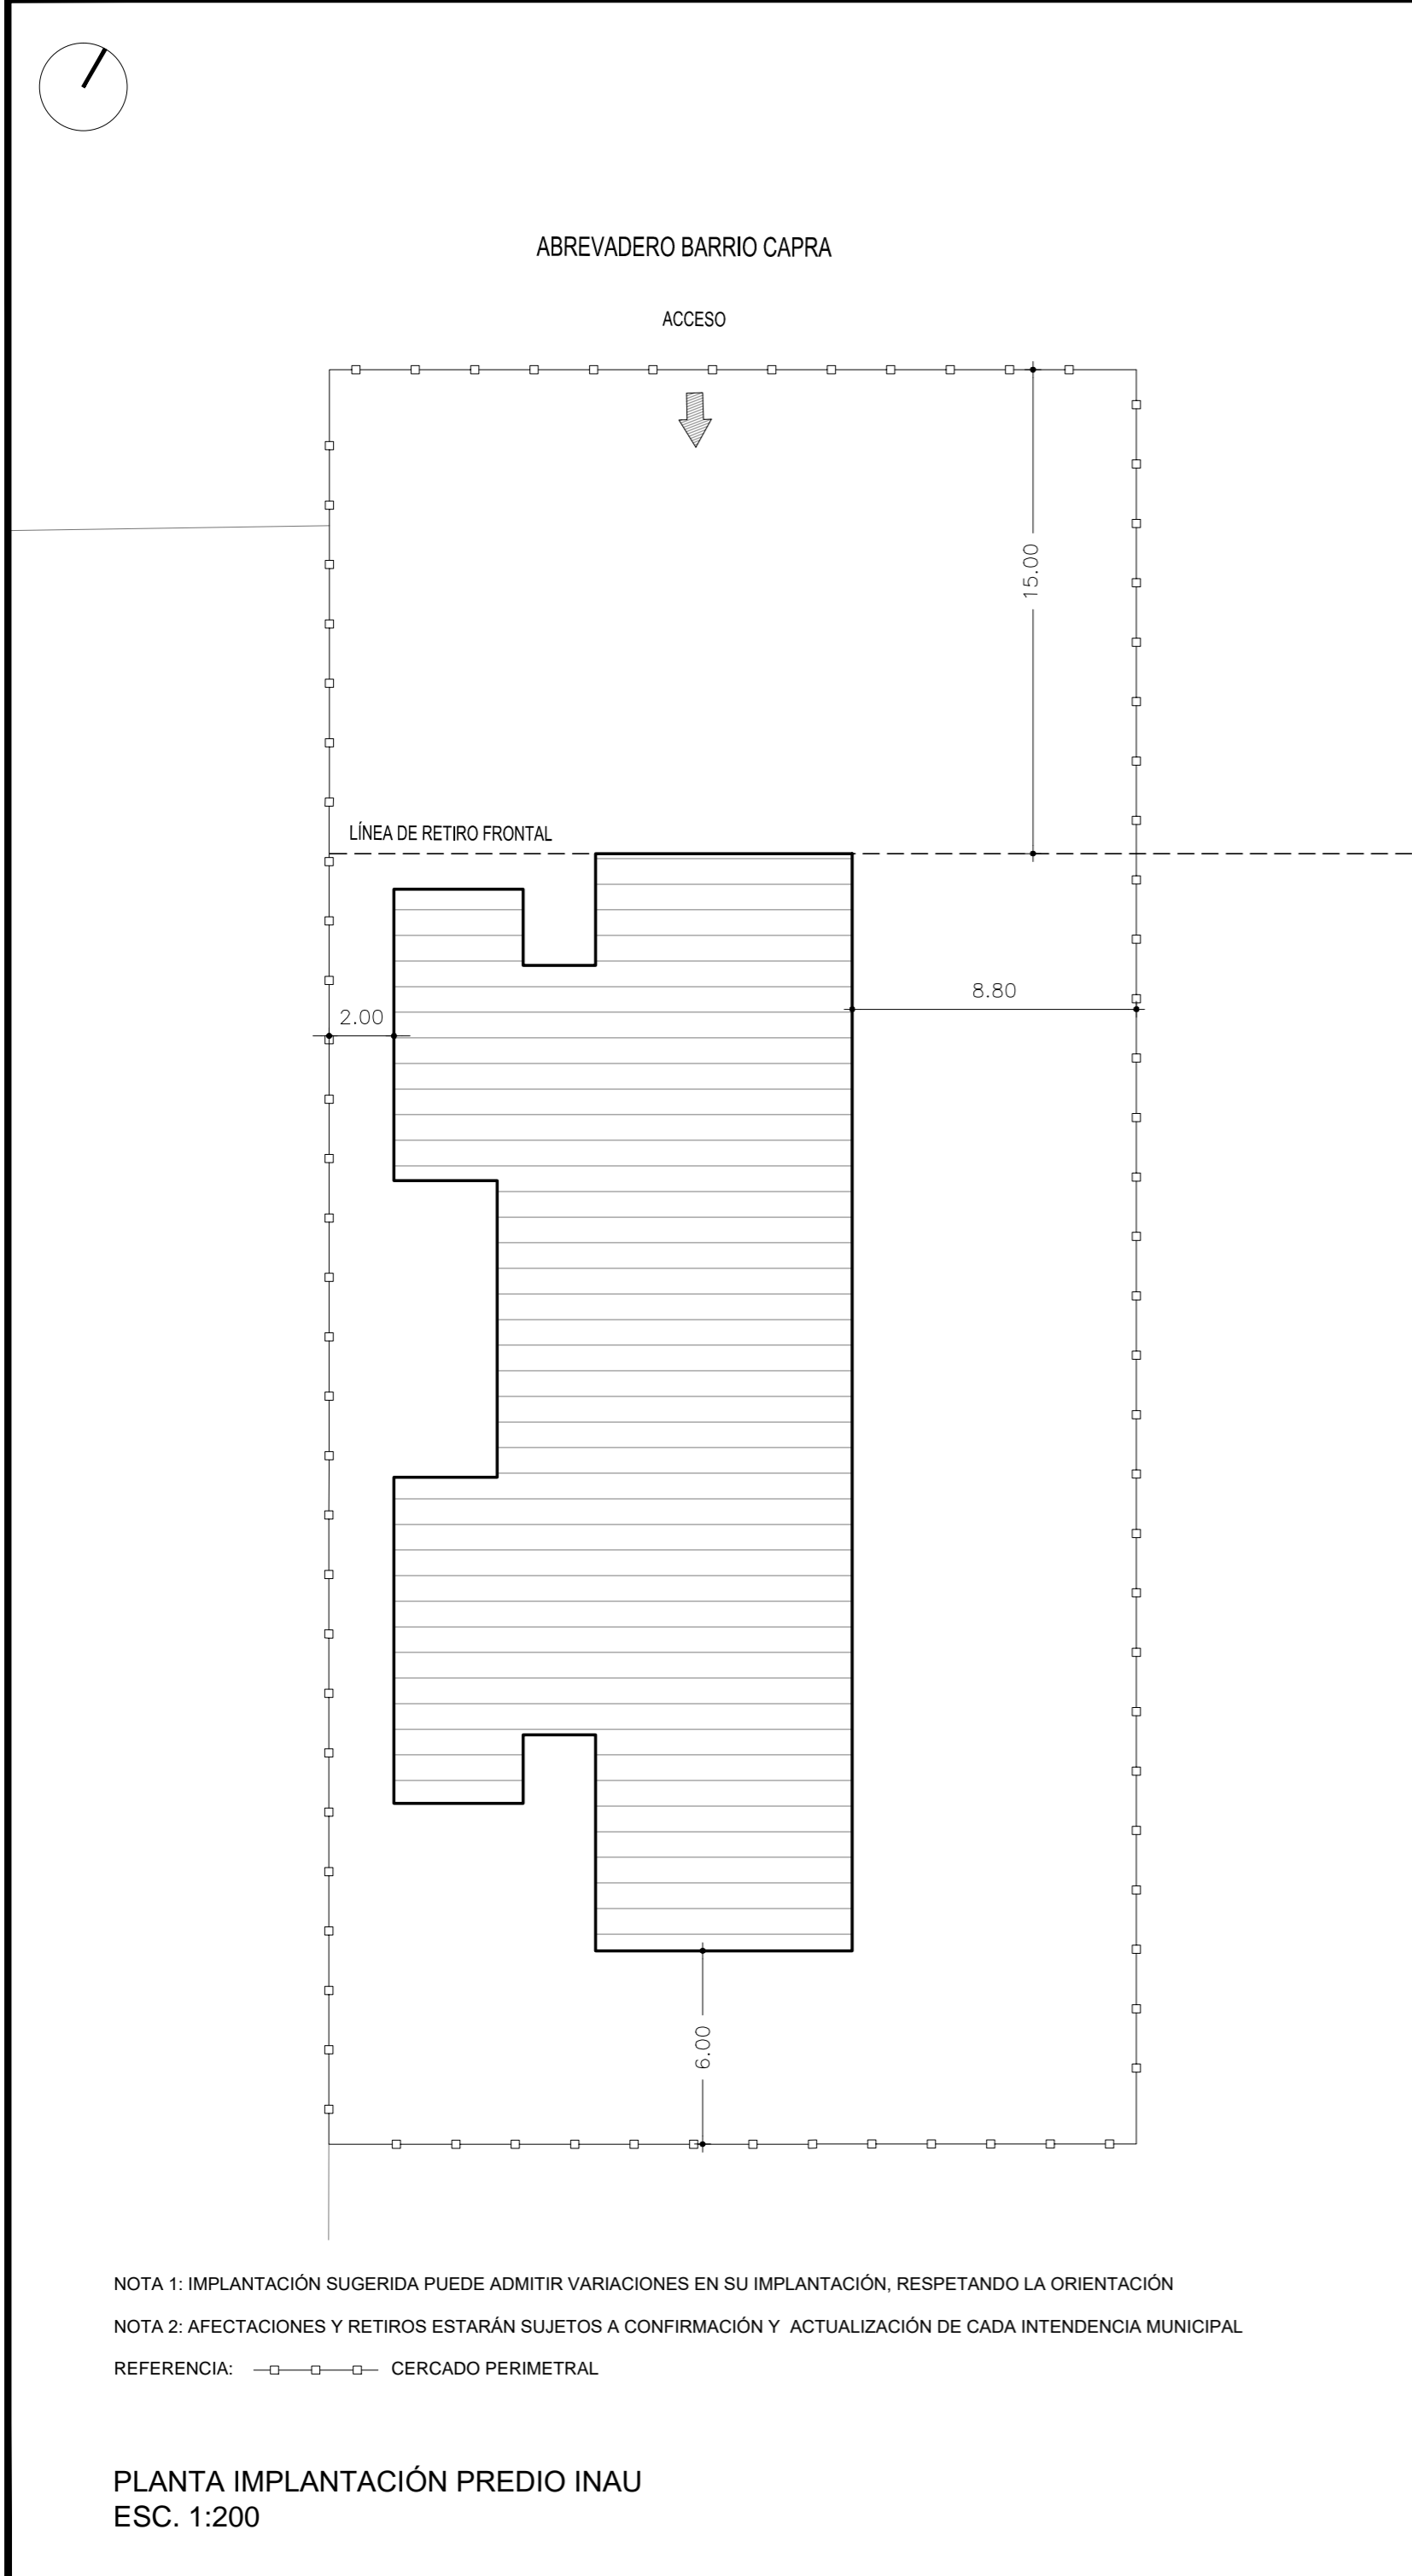 ABREVADERO BARRIO CAPRA
ACCESO
15.00
LÍNEA DE RETIRO FRONTAL
8.80
2.00
6.00
NOTA 1: IMPLANTACIÓN SUGERIDA PUEDE ADMITIR VARIACIONES EN SU IMPLANTACIÓN, RESPETANDO LA ORIENTACIÓN
NOTA 2: AFECTACIONES Y RETIROS ESTARÁN SUJETOS A CONFIRMACIÓN Y ACTUALIZACIÓN DE CADA INTENDENCIA MUNICIPAL
REFERENCIA: CERCADO PERIMETRAL
PLANTA IMPLANTACIÓN PREDIO INAU
ESC. 1:200